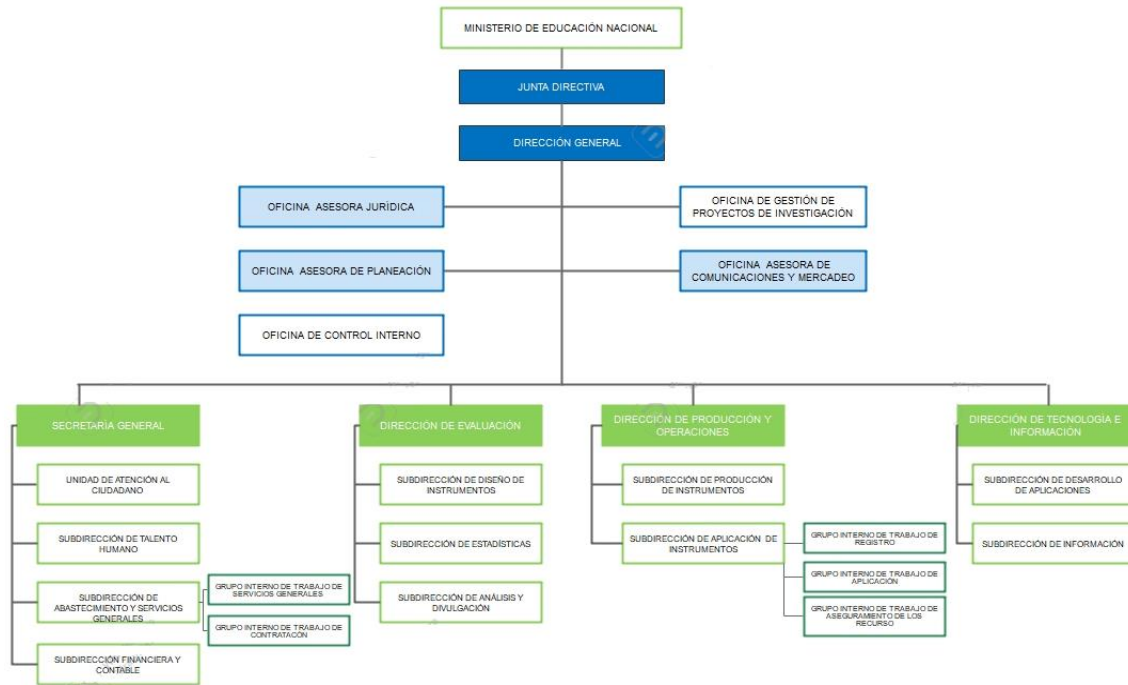 MINISTERIO DE EDUCACIÓN NACIONAL
JUNTA DIRECTIVA
DIRECCIÓN GENERAL
OFICINA ASESORA JURÍDICA
OFICINA DE GESTIÓN DE
PROYECTOS DE INVESTIGACIÓN
OFICINA ASESORA DE PLANEACIÓN
OFICINA ASESORA DE
COMUNICACIONES Y MERCADEO
OFICINA DE CONTROL INTERNO
SECRETARÍA GENERAL
UNIDAD DE ATENCIÓN AL
CIUDADANO
SUBDIRECCIÓN DE TALENTO
HUMANO
SUBDIRECCIÓN DE
ABASTECIMIENTO Y SERVICIOS
GENERALES
GRUPO INTERNO DE TRABAJO DE
SERVICIOS GENERALES
GRUPO INTERNO DE TRABAJO DE
CONTRATACÓN
SUBDIRECCIÓN FINANCIERA Y
CONTABLE
DIRECCIÓN DE EVALUACIÓN
SUBDIRECCIÓN DE DISEÑO DE
INSTRUMENTOS
SUBDIRECCIÓN DE ESTADÍSTICAS
SUBDIRECCIÓN DE ANÁLISIS Y
DIVULGACIÓN
DIRECCIÓN DE PRODUCCIÓN Y
OPERACIONES
SUBDIRECCIÓN DE PRODUCCIÓN
DE INSTRUMENTOS
SUBDIRECCIÓN DE APLICACIÓN DE
INSTRUMENTOS
GRUPO INTERNO DE TRABAJO DE
REGISTRO
GRUPO INTERNO DE TRABAJO DE
APLICACIÓN
GRUPO INTERNO DE TRABAJO DE
ASEGURAMIENTO DE LOS
RECURSO
DIRECCIÓN DE TECNOLOGÍA E
INFORMACIÓN
SUBDIRECCIÓN DE DESARROLLO
DE APLICACIONES
SUBDIRECCIÓN DE INFORMACIÓN